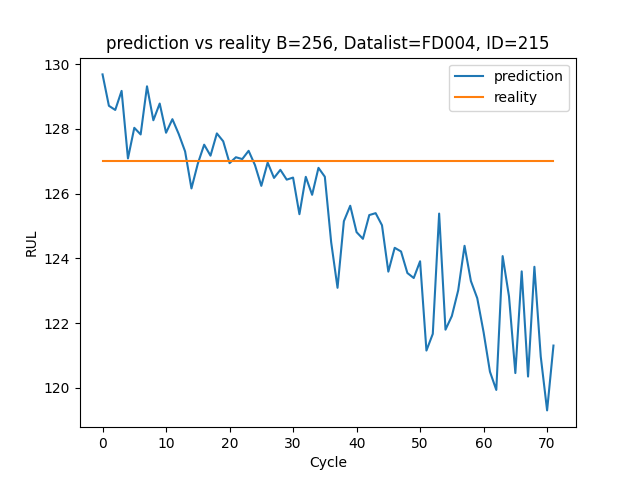 prediction vs reality B=256, Datalist=FD004, ID=215
130
128
126
124
122
120
RUL
prediction
reality
0 10 20 30 40 50 60 70
Cycle